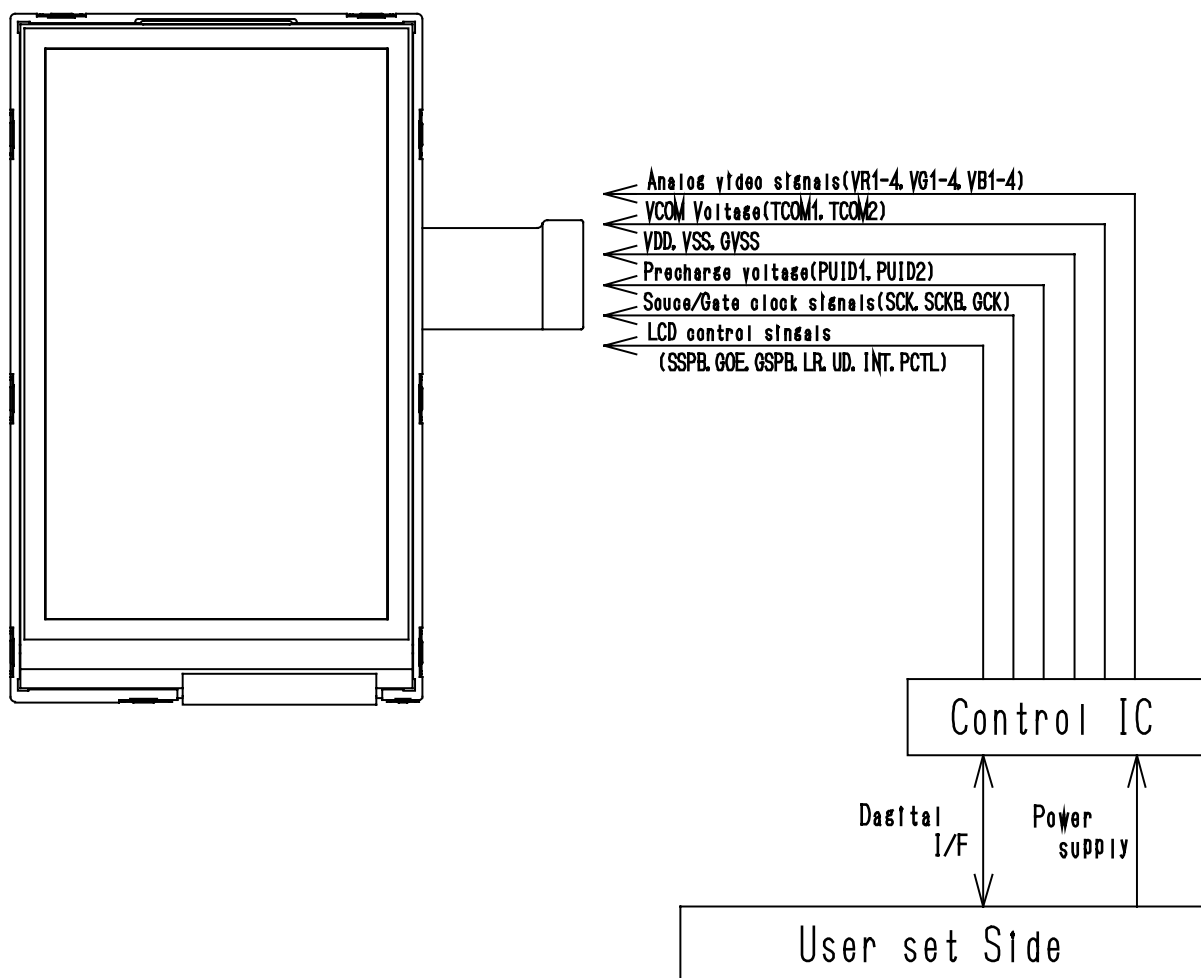 Analog video signals(VR1-4, VG1-4, VB1-4)
VCOM Voltage(TCOM1, TCOM2)
VDD, VSS, GVSS
Precharge voltage(PUID1, PUID2)
Souce/Gate clock signals(SCK, SCKB, GCK)
LCD control singals
(SSPB, GOE, GSPB, LR, UD, INT, PCTL)
Control IC
Dagital
I/F
Power
supply
User set Side